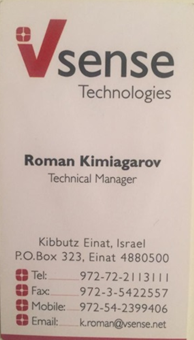 Vsense
Technologies
Roman Kimiagarov
Technical Manager
Kibbutz Einat, Israel
P.O.Box 323, Einat 4880500
Tel: 972-72-2113111
Fax: 972-3-5422557
Mobile: 972-54-2399406
Email: k.roman@vsense.net